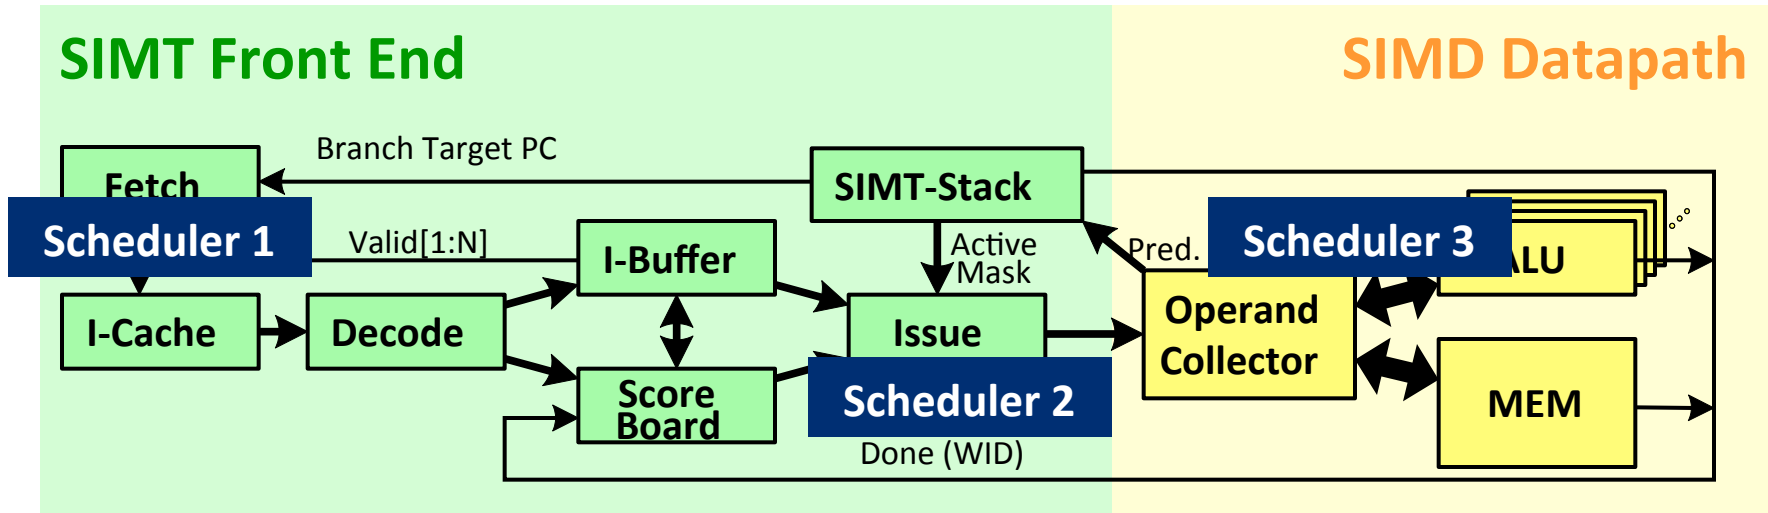 SIMT Front End
SIMD Datapath
Branch Target PC
Fetch
SIMT-Stack
Scheduler 1
Valid[1:N]
I-Buffer
Active
Mask
Pred.
Scheduler 3
ALU
I-Cache
Decode
Issue
Operand
Collector
Score
Board
Scheduler 2
MEM
Done (WID)